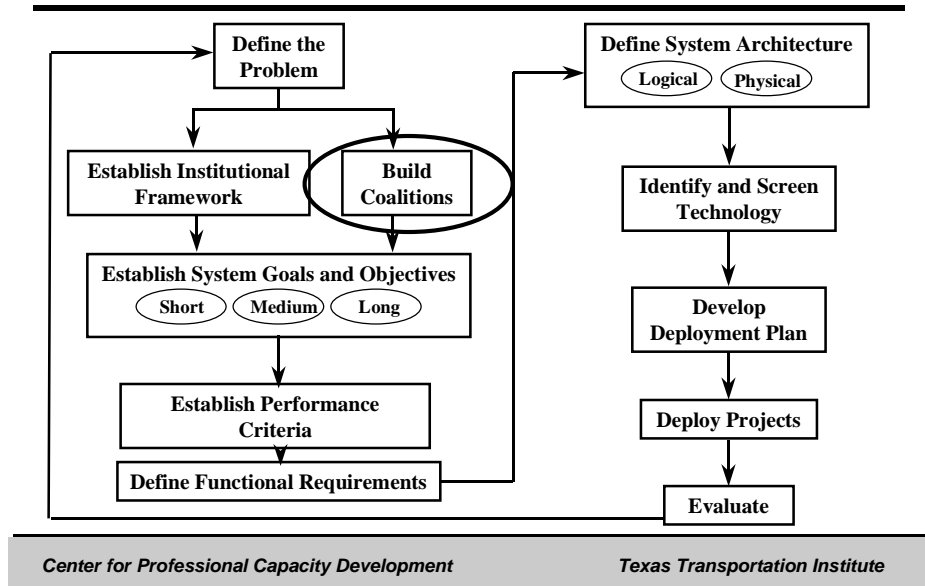 Define the
Problem
Establish Institutional
Framework
Build
Coalitions
Establish System Goals and Objectives
Short Medium Long
Establish Performance
Criteria
Define Functional Requirements
Define System Architecture
Logical Physical
Identify and Screen
Technology
Develop
Deployment Plan
Deploy Projects
Evaluate
Center for Professional Capacity Development Texas Transportation Institute